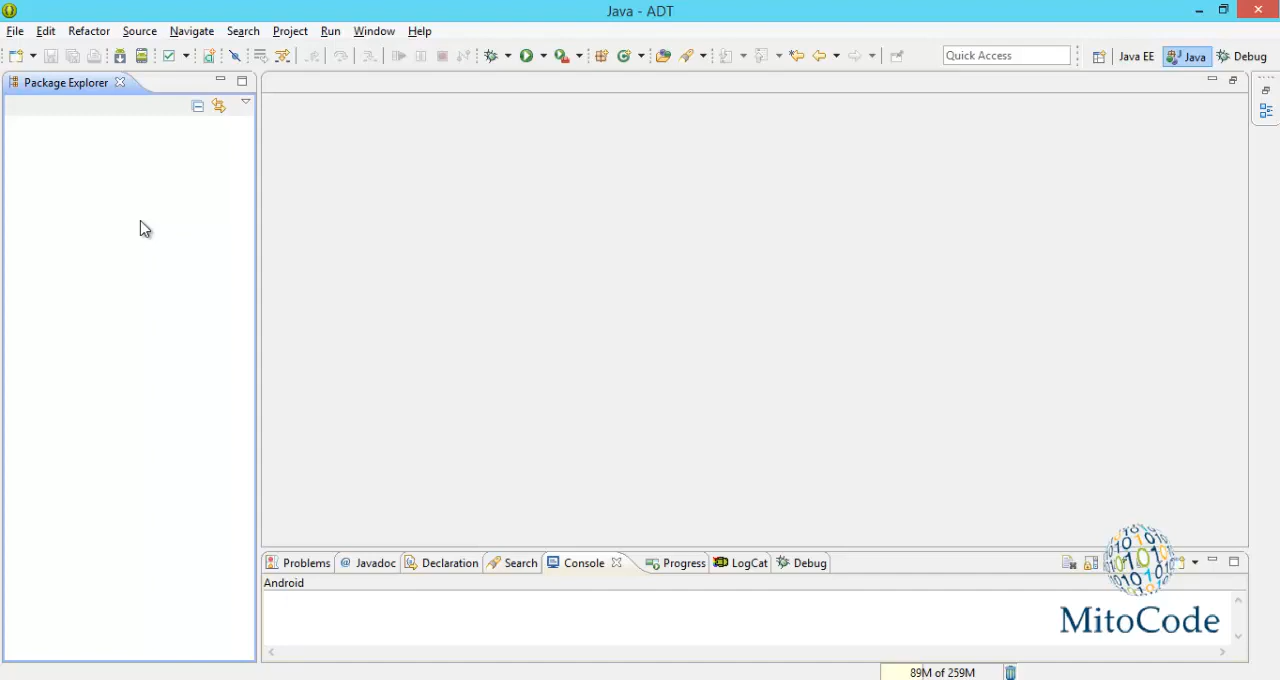 Java - ADT
File Edit Refactor Source Navigate Search Project Run Window Help
Quick Access Java EE Java Debug
Package Explorer
Problems @ Javadoc Declaration Search Console Progress LogCat Debug
Android
MitoCode
89M of 259M